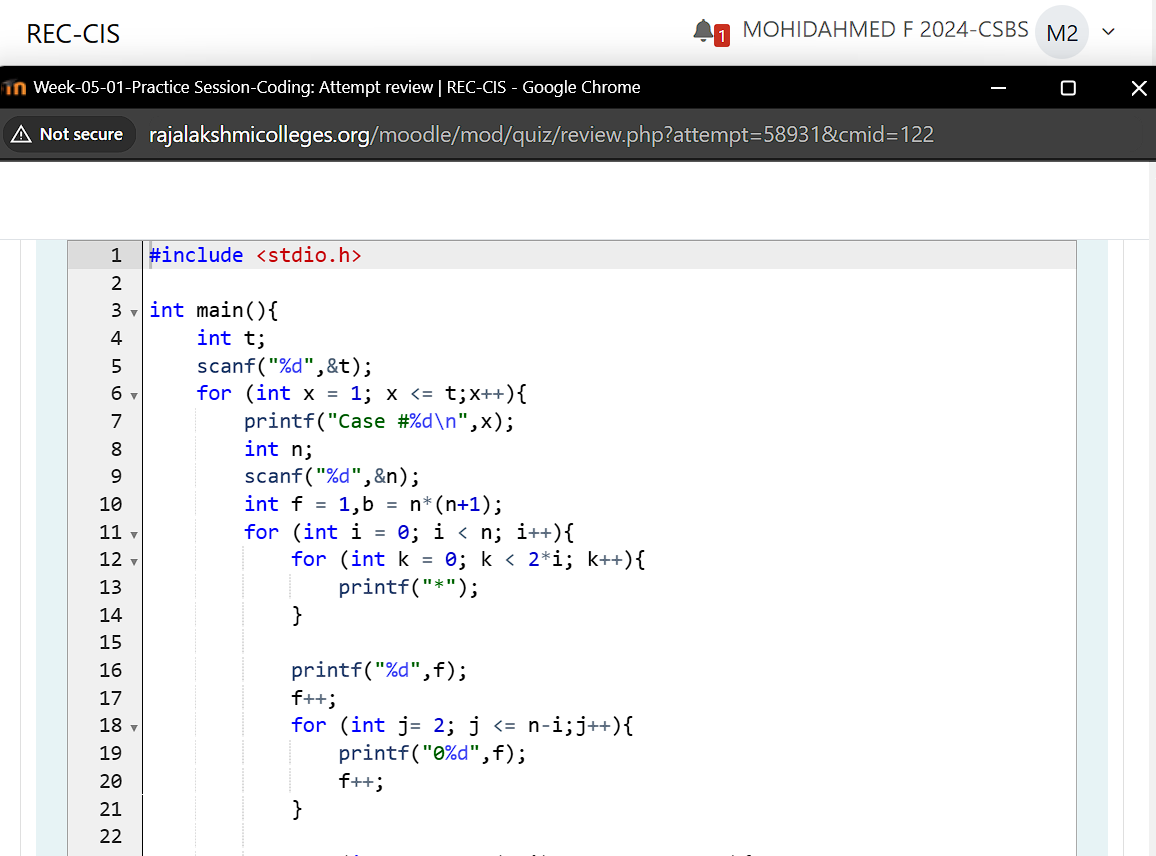 REC-CIS
1 MOHIDAHMED F 2024-CSBS M2
Week-05-01-Practice Session-Coding: Attempt review | REC-CIS - Google Chrome
Not secure rajalakshmicolleges.org/moodle/mod/quiz/review.php?attempt=58931&cmid=122
1 #include <stdio.h>
2
3 int main(){
4     int t;
5     scanf("%d",&t);
6     for (int x = 1; x <= t;x++){
7         printf("Case #%d\n",x);
8         int n;
9         scanf("%d",&n);
10         int f = 1,b = n*(n+1);
11         for (int i = 0; i < n; i++){
12             for (int k = 0; k < 2*i; k++){
13                 printf("*");
14             }
15
16             printf("%d",f);
17             f++;
18             for (int j= 2; j <= n-i;j++){
19                 printf("0%d",f);
20                 f++;
21             }
22